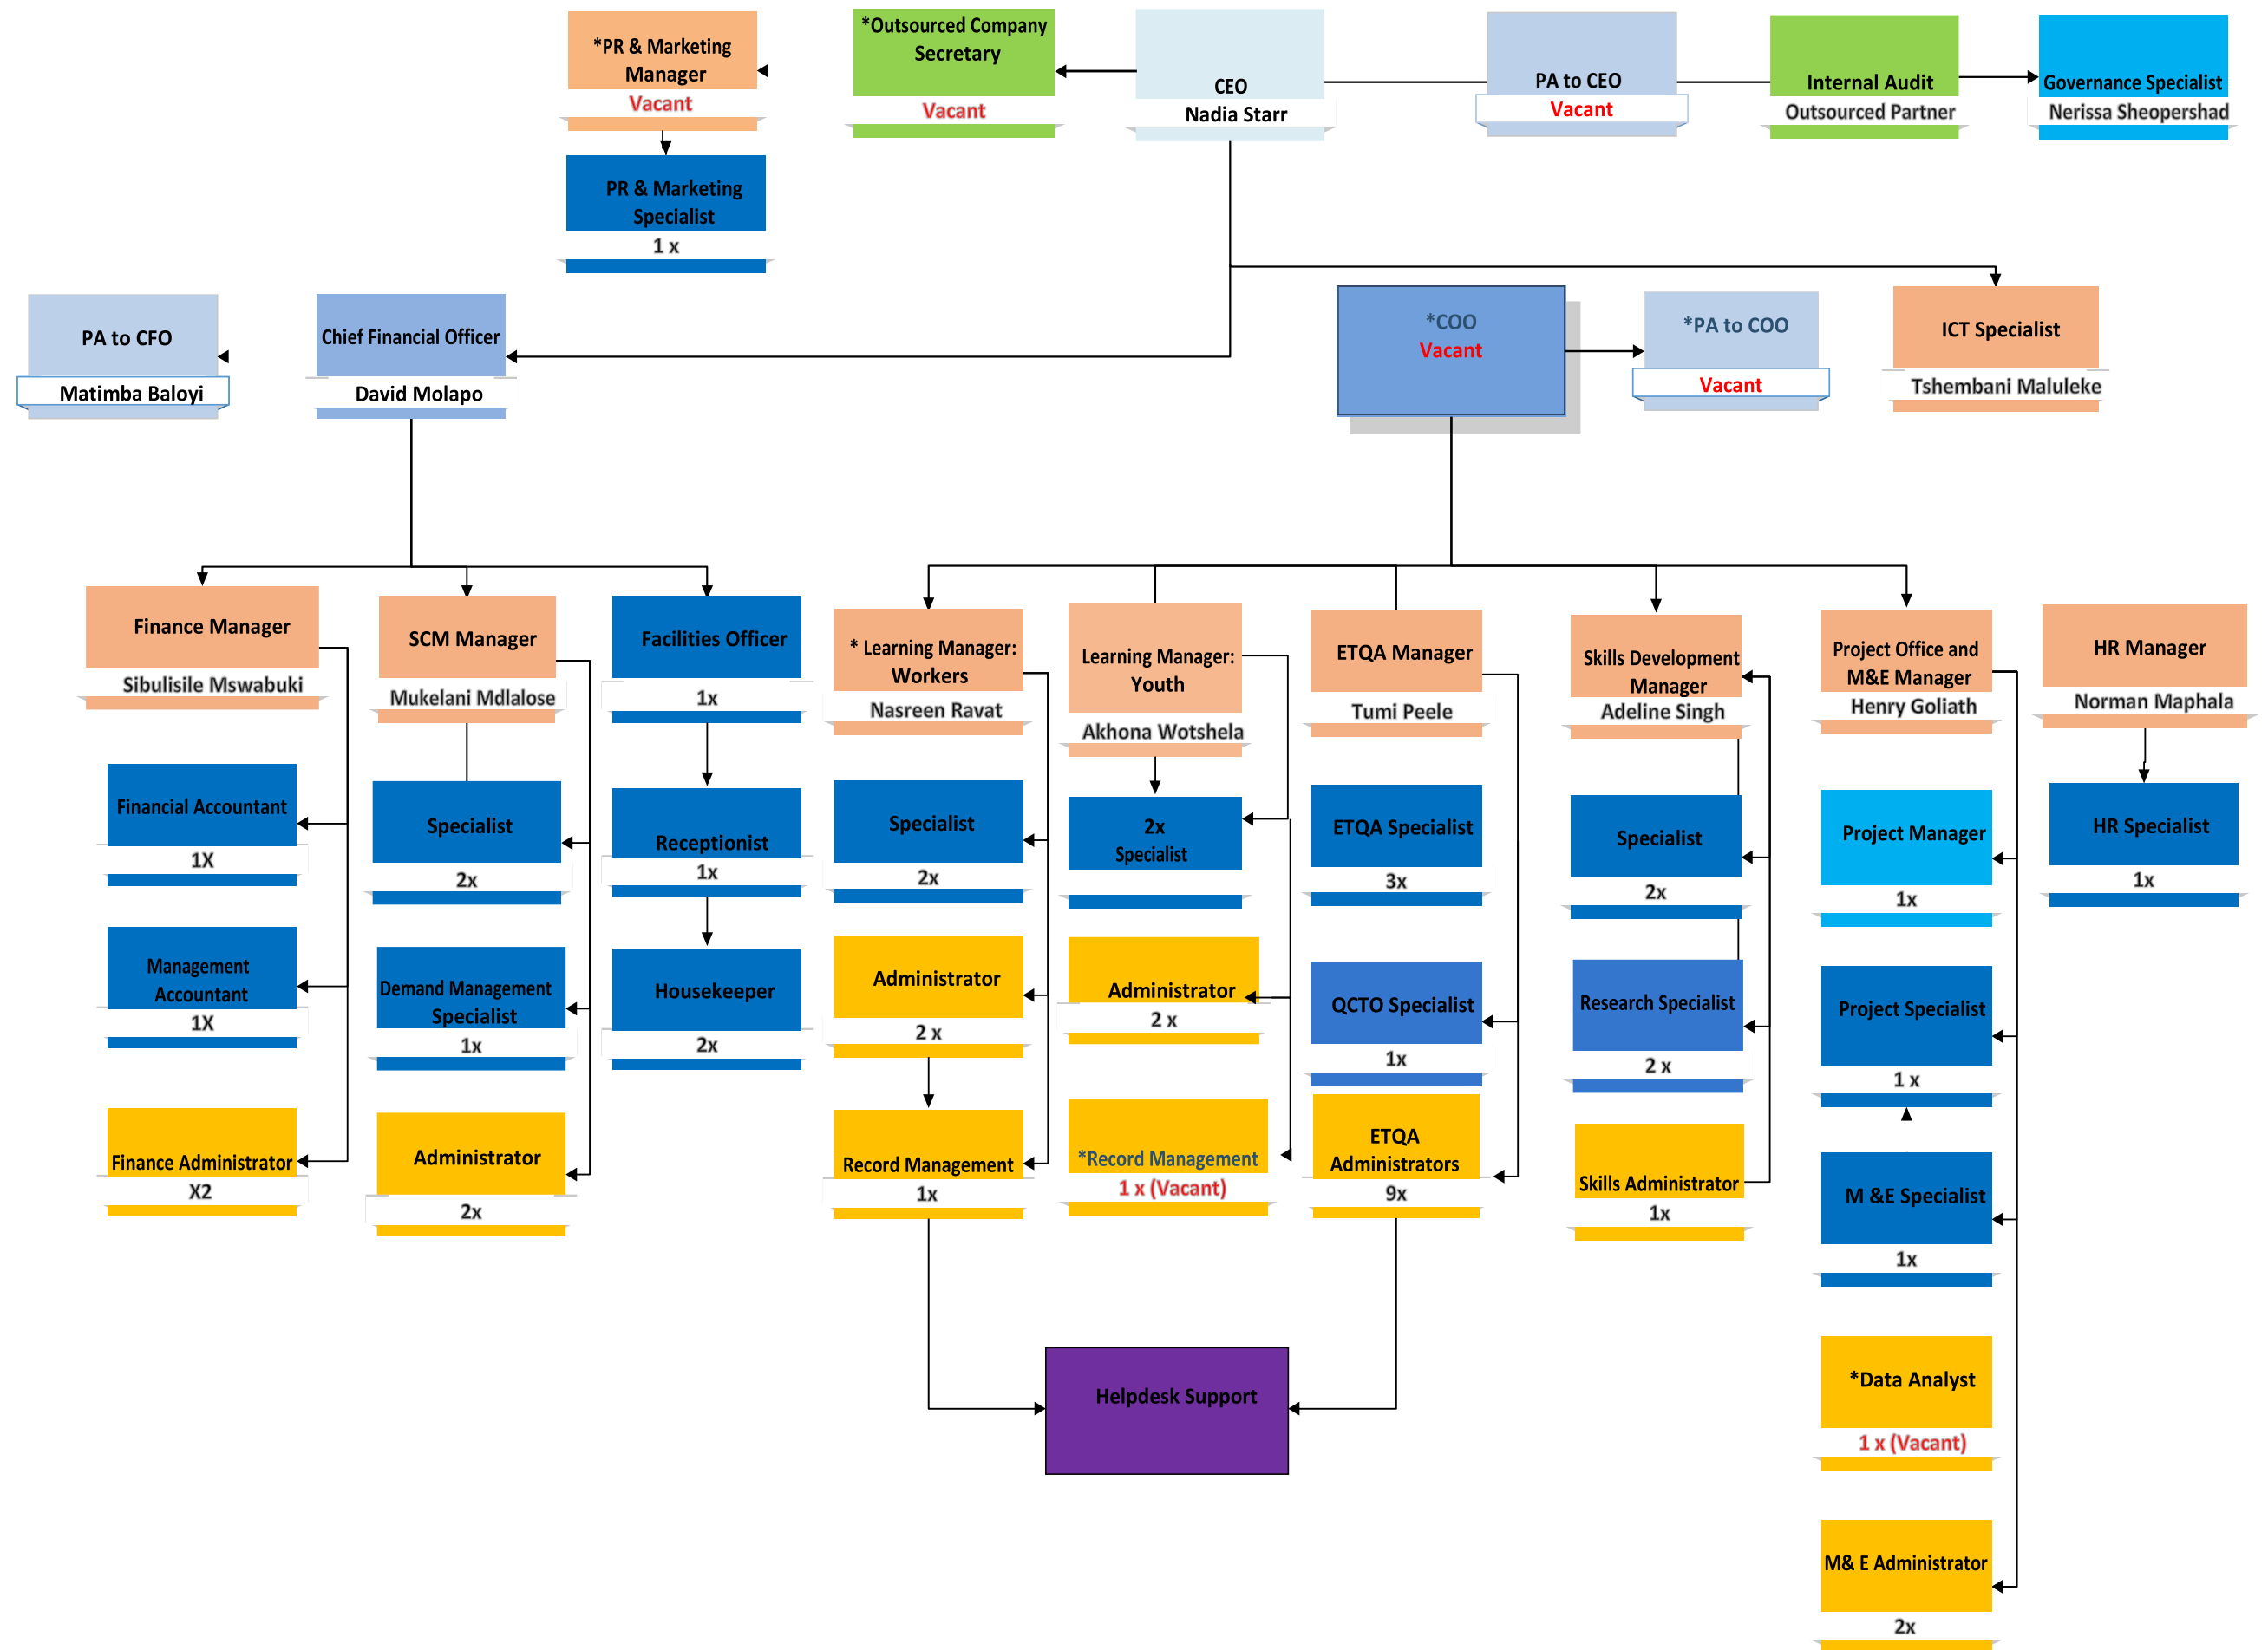 *PR & Marketing
Manager
Vacant
*Outsourced Company
Secretary
Vacant
CEO
Nadia Starr
PA to CEO
Vacant
Internal Audit
Outsourced Partner
Governance Specialist
Nerissa Sheopershad
PR & Marketing
Specialist
1 x
PA to CFO
Matimba Baloyi
Chief Financial Officer
David Molapo
*COO
Vacant
*PA to COO
Vacant
ICT Specialist
Tshembani Maluleke
Finance Manager
Sibulisile Mswabuki
SCM Manager
Mukelani Mdlalose
Facilities Officer
1x
* Learning Manager:
Workers
Nasreen Ravat
Learning Manager:
Youth
Akhona Wotshela
ETQA Manager
Tumi Peele
Skills Development
Manager
Adeline Singh
Project Office and
M&E Manager
Henry Goliath
HR Manager
Norman Maphala
Financial Accountant
1X
Specialist
2x
Receptionist
1x
Specialist
2x
2x
Specialist
ETQA Specialist
3x
Specialist
2x
Project Manager
1x
HR Specialist
1x
Management
Accountant
1X
Demand Management
Specialist
1x
Housekeeper
2x
Administrator
2 x
Administrator
2 x
QCTO Specialist
1x
Research Specialist
2 x
Project Specialist
1 x
Finance Administrator
X2
Administrator
2x
Record Management
1x
*Record Management
1 x (Vacant)
ETQA
Administrators
9x
Skills Administrator
1x
M &E Specialist
1x
Helpdesk Support
*Data Analyst
1 x (Vacant)
M& E Administrator
2x